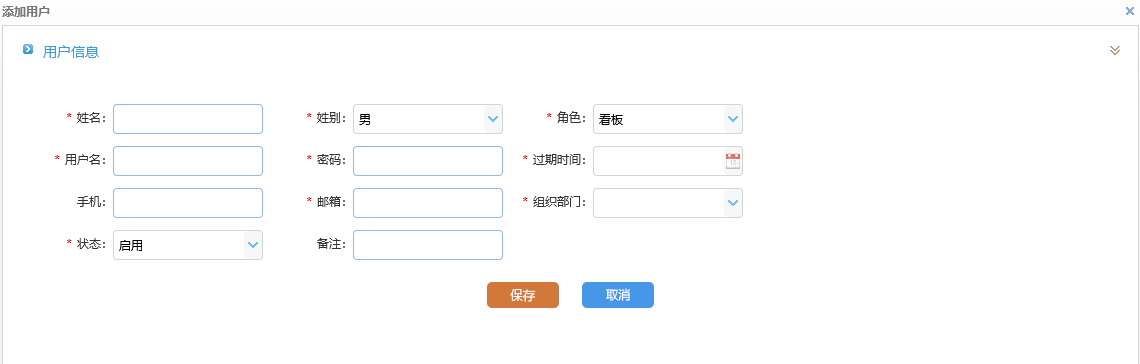 添加用户
用户信息
* 姓名: * 性别: 男 * 角色: 看板
* 用户名: * 密码: * 过期时间:
手机: * 邮箱: * 组织部门:
* 状态: 启用 备注:
保存 取消